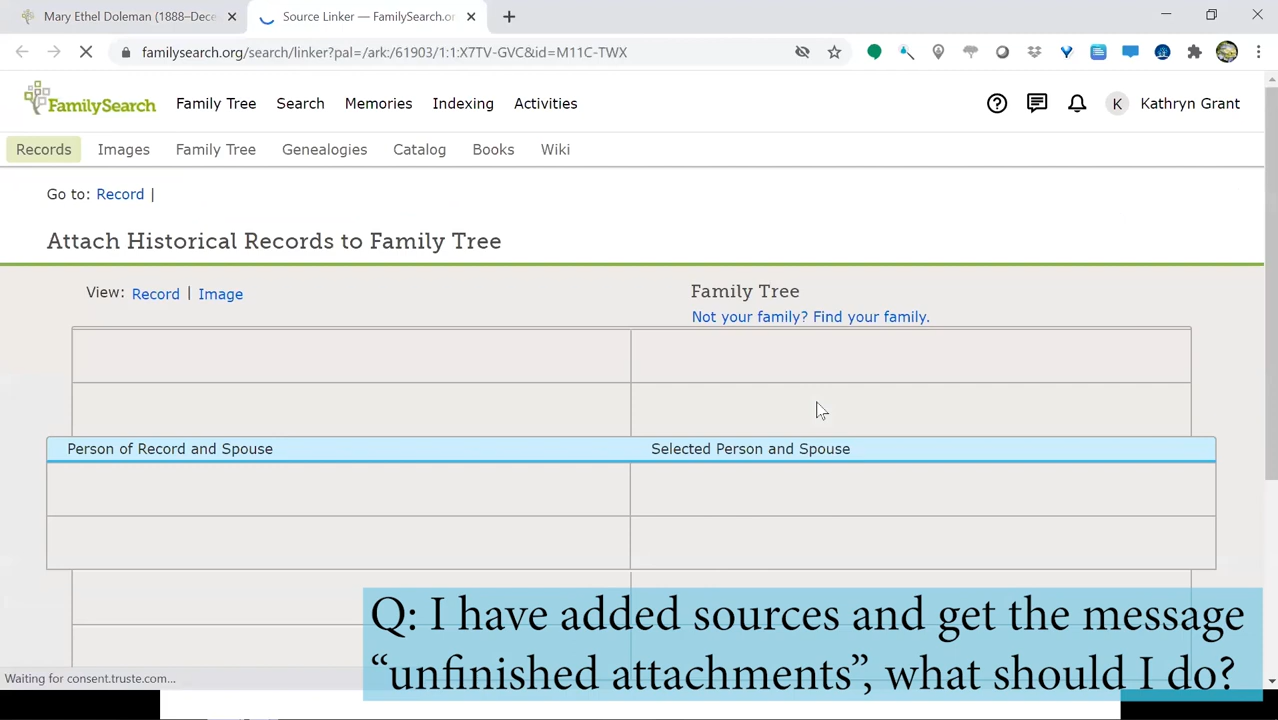 Mary Ethel Doleman (1888–Dece
Source Linker — FamilySearch.or
familysearch.org/search/linker?pal=/ark:/61903/1:1:X7TV-GVC&id=M11C-TWX
FamilySearch Family Tree Search Memories Indexing Activities K Kathryn Grant
Records Images Family Tree Genealogies Catalog Books Wiki
Go to: Record |
Attach Historical Records to Family Tree
View: Record | Image
Family Tree
Not your family? Find your family.
Person of Record and Spouse Selected Person and Spouse
Q: I have added sources and get the message
“unfinished attachments”, what should I do?
Waiting for consent.truste.com...